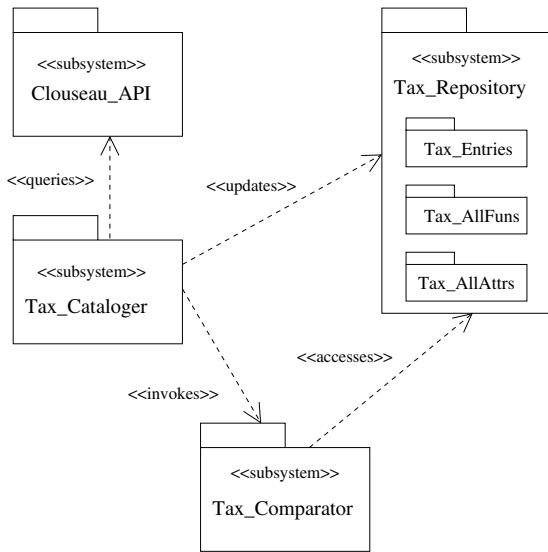 <<subsystem>>
Clouseau_API
<<subsystem>>
Tax_Repository
Tax_Entries
Tax_AllFuns
Tax_AllAttrs
<<queries>>
<<updates>>
<<subsystem>>
Tax_Cataloger
<<accesses>>
<<invokes>>
<<subsystem>>
Tax_Comparator